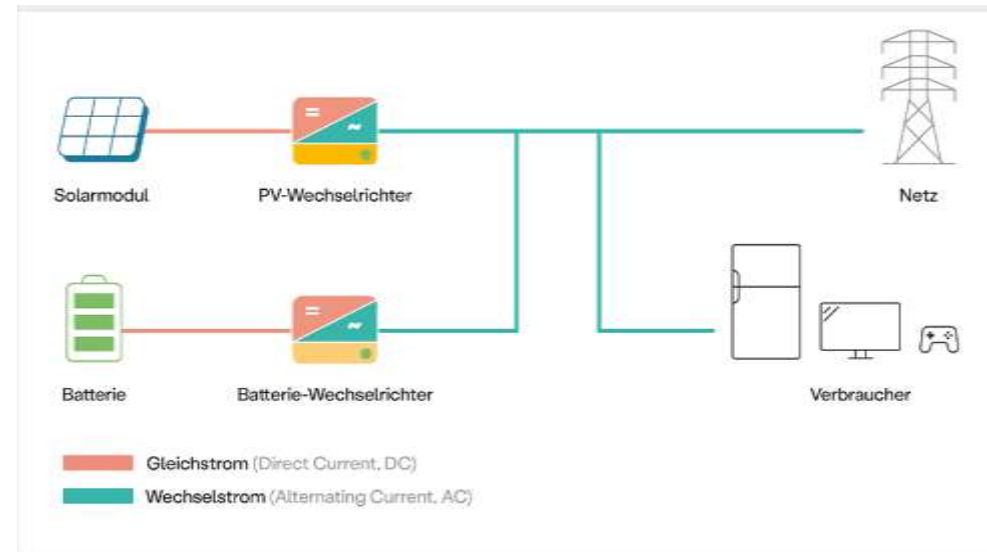 Solarmodul
PV-Wechselrichter
Netz
Batterie
Batterie-Wechselrichter
Verbraucher
Gleichstrom (Direct Current, DC)
Wechselstrom (Alternating Current, AC)